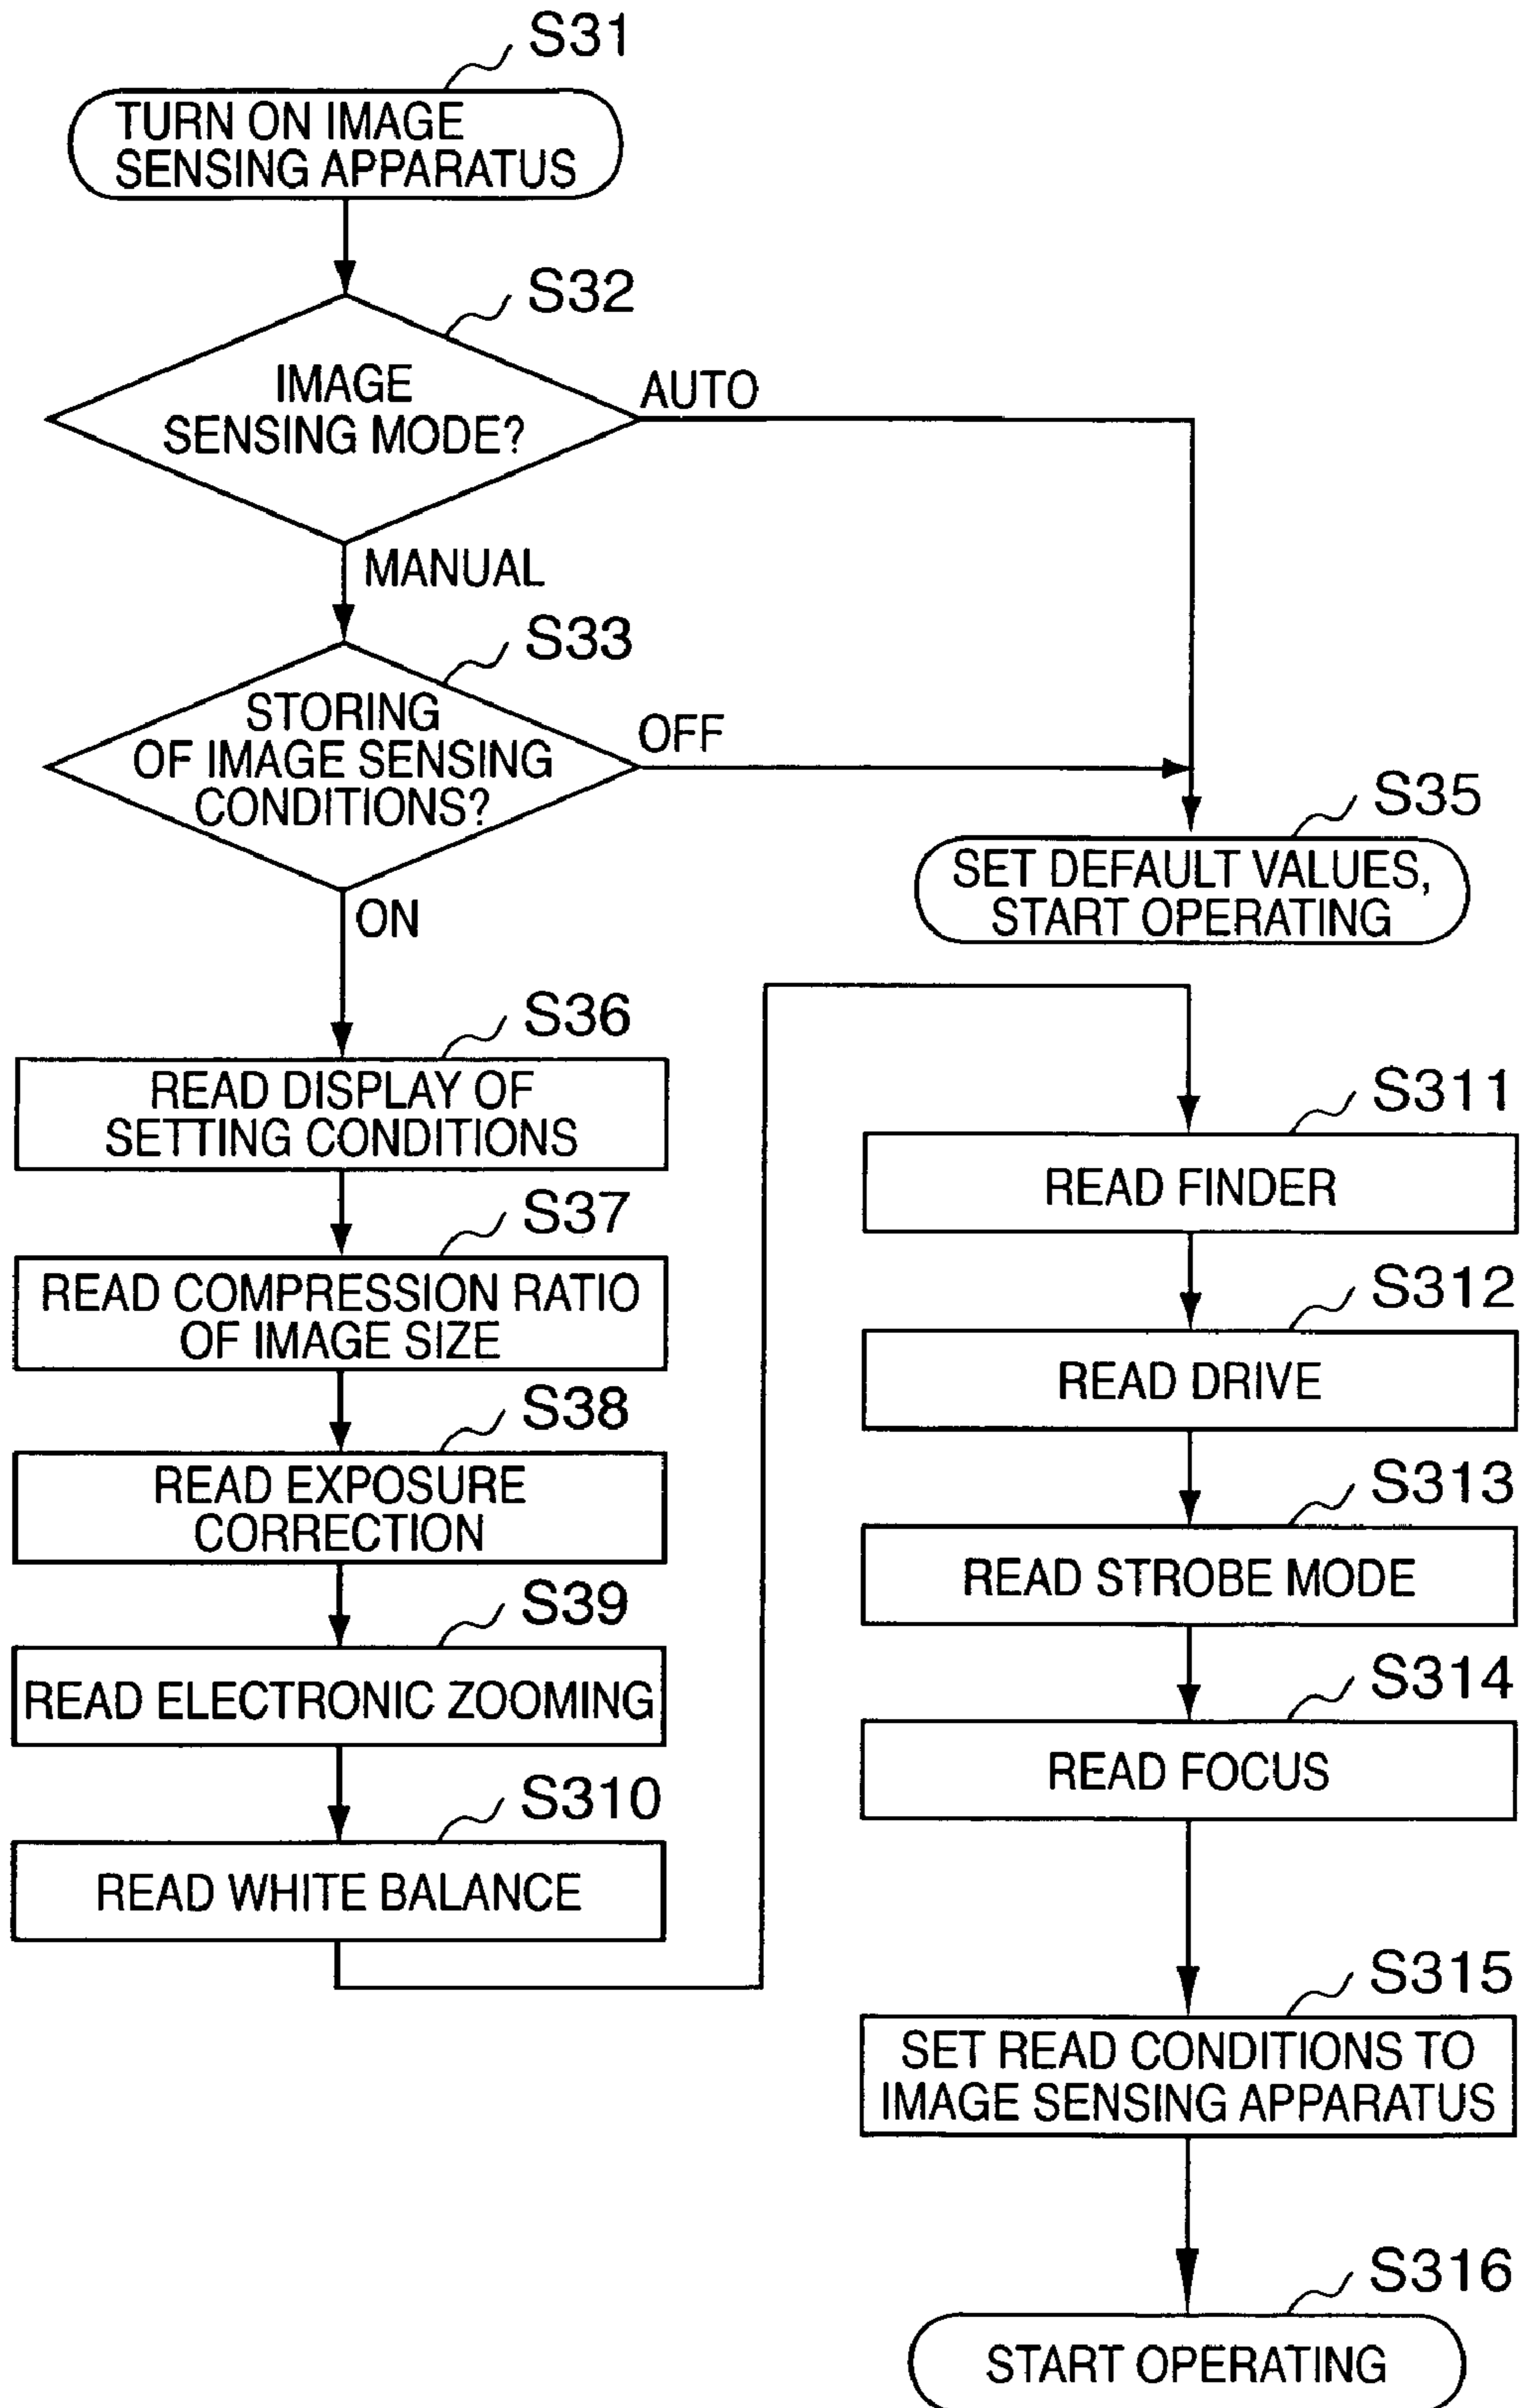 S31
TURN ON IMAGE
SENSING APPARATUS
S32
IMAGE
SENSING MODE?
AUTO
MANUAL
S33
STORING
OF IMAGE SENSING
CONDITIONS?
OFF
ON
S35
SET DEFAULT VALUES,
START OPERATING
S36
READ DISPLAY OF
SETTING CONDITIONS
S37
READ COMPRESSION RATIO
OF IMAGE SIZE
S38
READ EXPOSURE
CORRECTION
S39
READ ELECTRONIC ZOOMING
S310
READ WHITE BALANCE
S311
READ FINDER
S312
READ DRIVE
S313
READ STROBE MODE
S314
READ FOCUS
S315
SET READ CONDITIONS TO
IMAGE SENSING APPARATUS
S316
START OPERATING